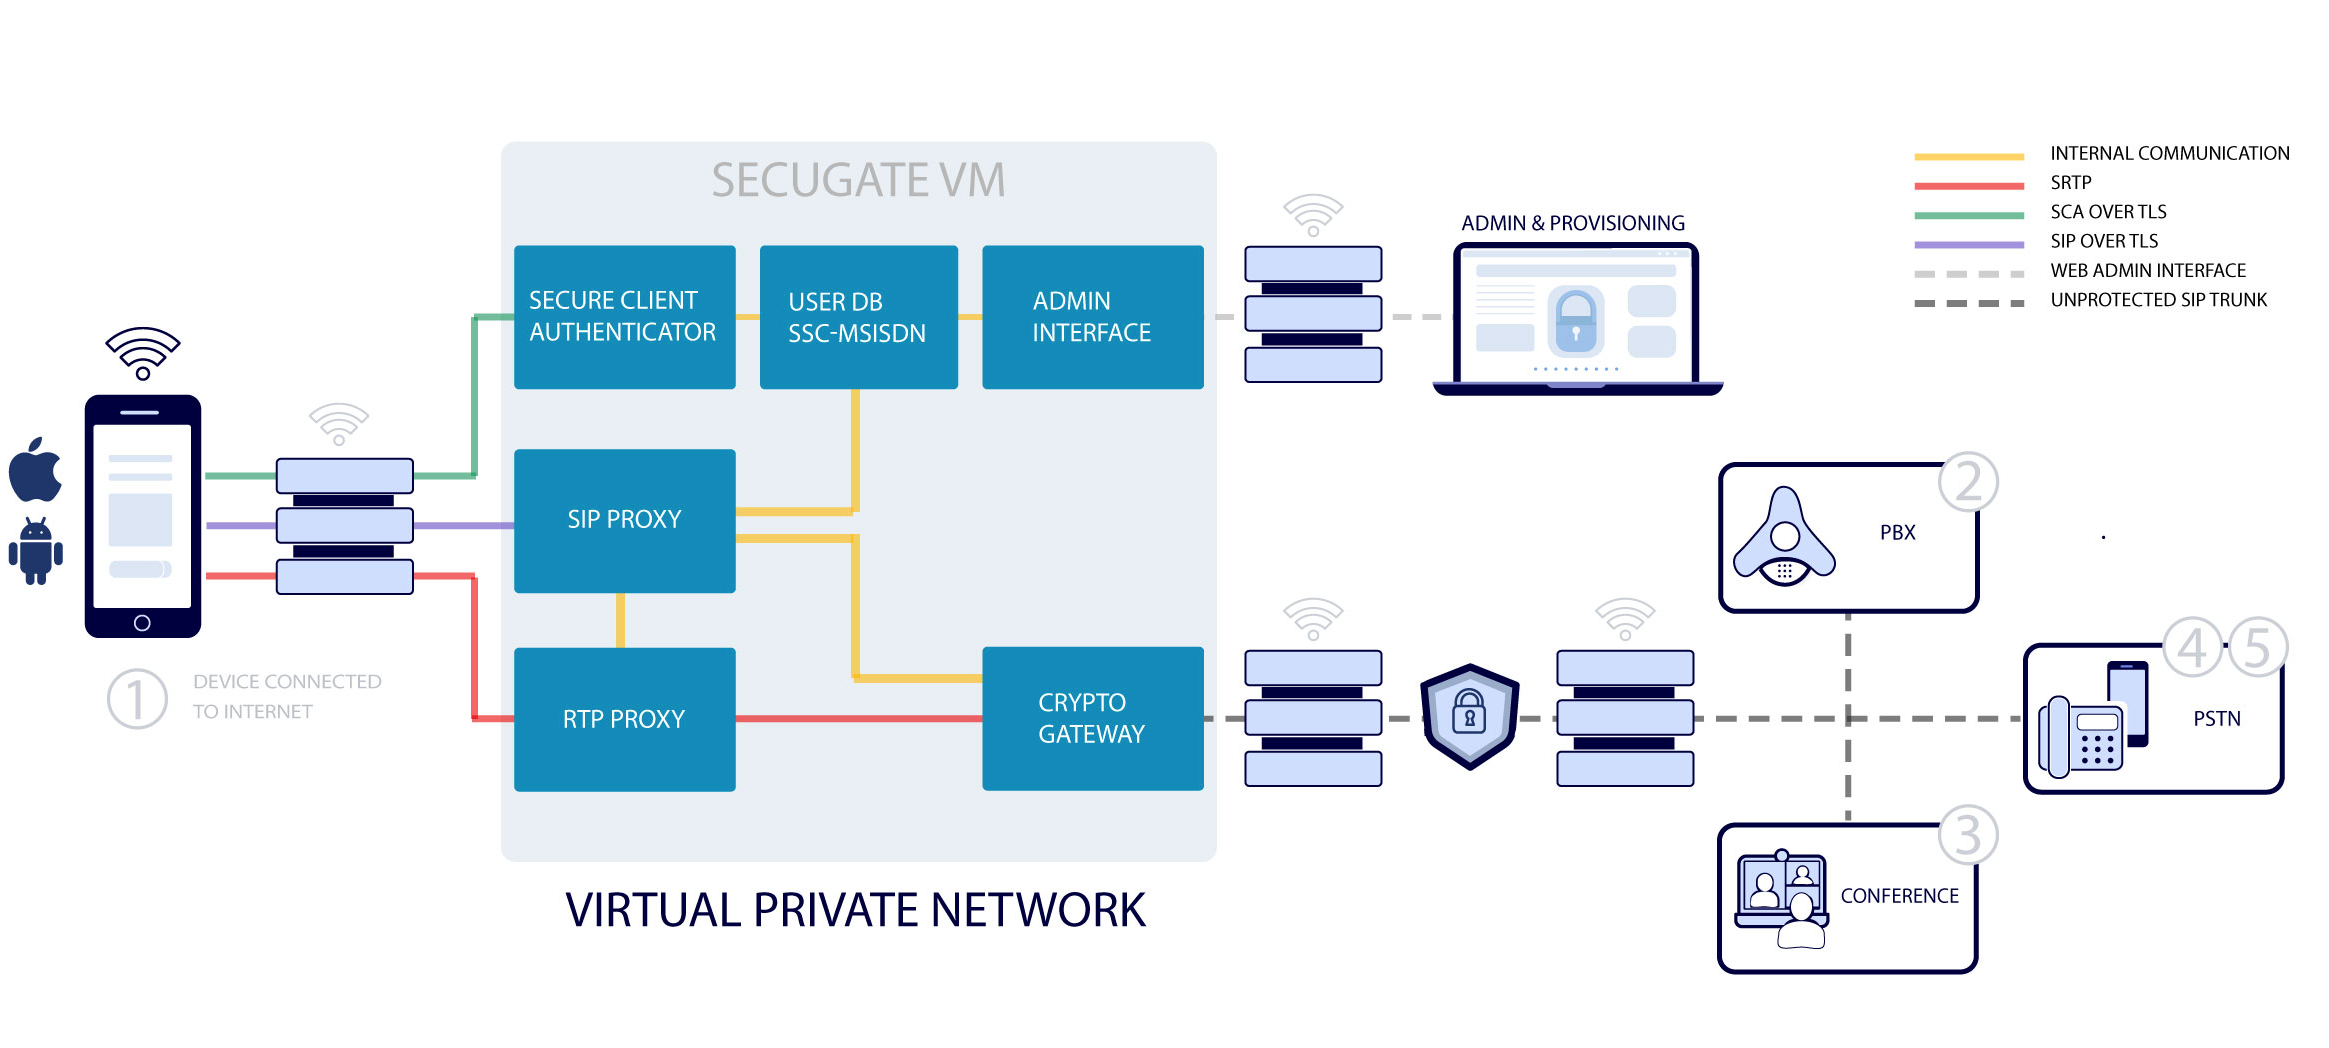 SECUGATE VM
INTERNAL COMMUNICATION
SRTP
SCA OVER TLS
SIP OVER TLS
WEB ADMIN INTERFACE
UNPROTECTED SIP TRUNK
ADMIN & PROVISIONING
SECURE CLIENT
AUTHENTICATOR
USER DB
SSC-MSISDN
ADMIN
INTERFACE
SIP PROXY
RTP PROXY
CRYPTO
GATEWAY
1
DEVICE CONNECTED
TO INTERNET
2
PBX
4
5
PSTN
3
CONFERENCE
VIRTUAL PRIVATE NETWORK